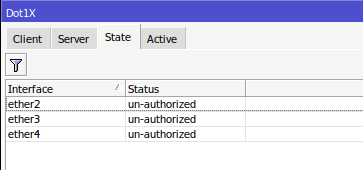 Dot1X
Client Server State Active
Interface / Status
ether2 un-authorized
ether3 un-authorized
ether4 un-authorized